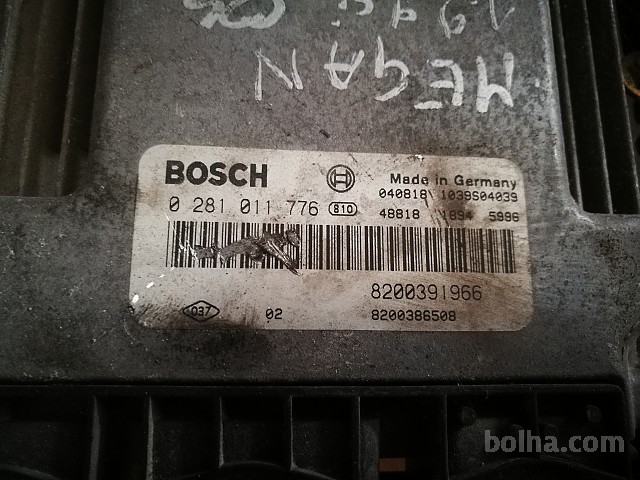 1.9 dCi
MEGAN
BOSCH
Made in Germany
0 281 011 776 810
040818 1039S04039
48818 1894 5996
8200391966
037 02
8200386508
bolha.com